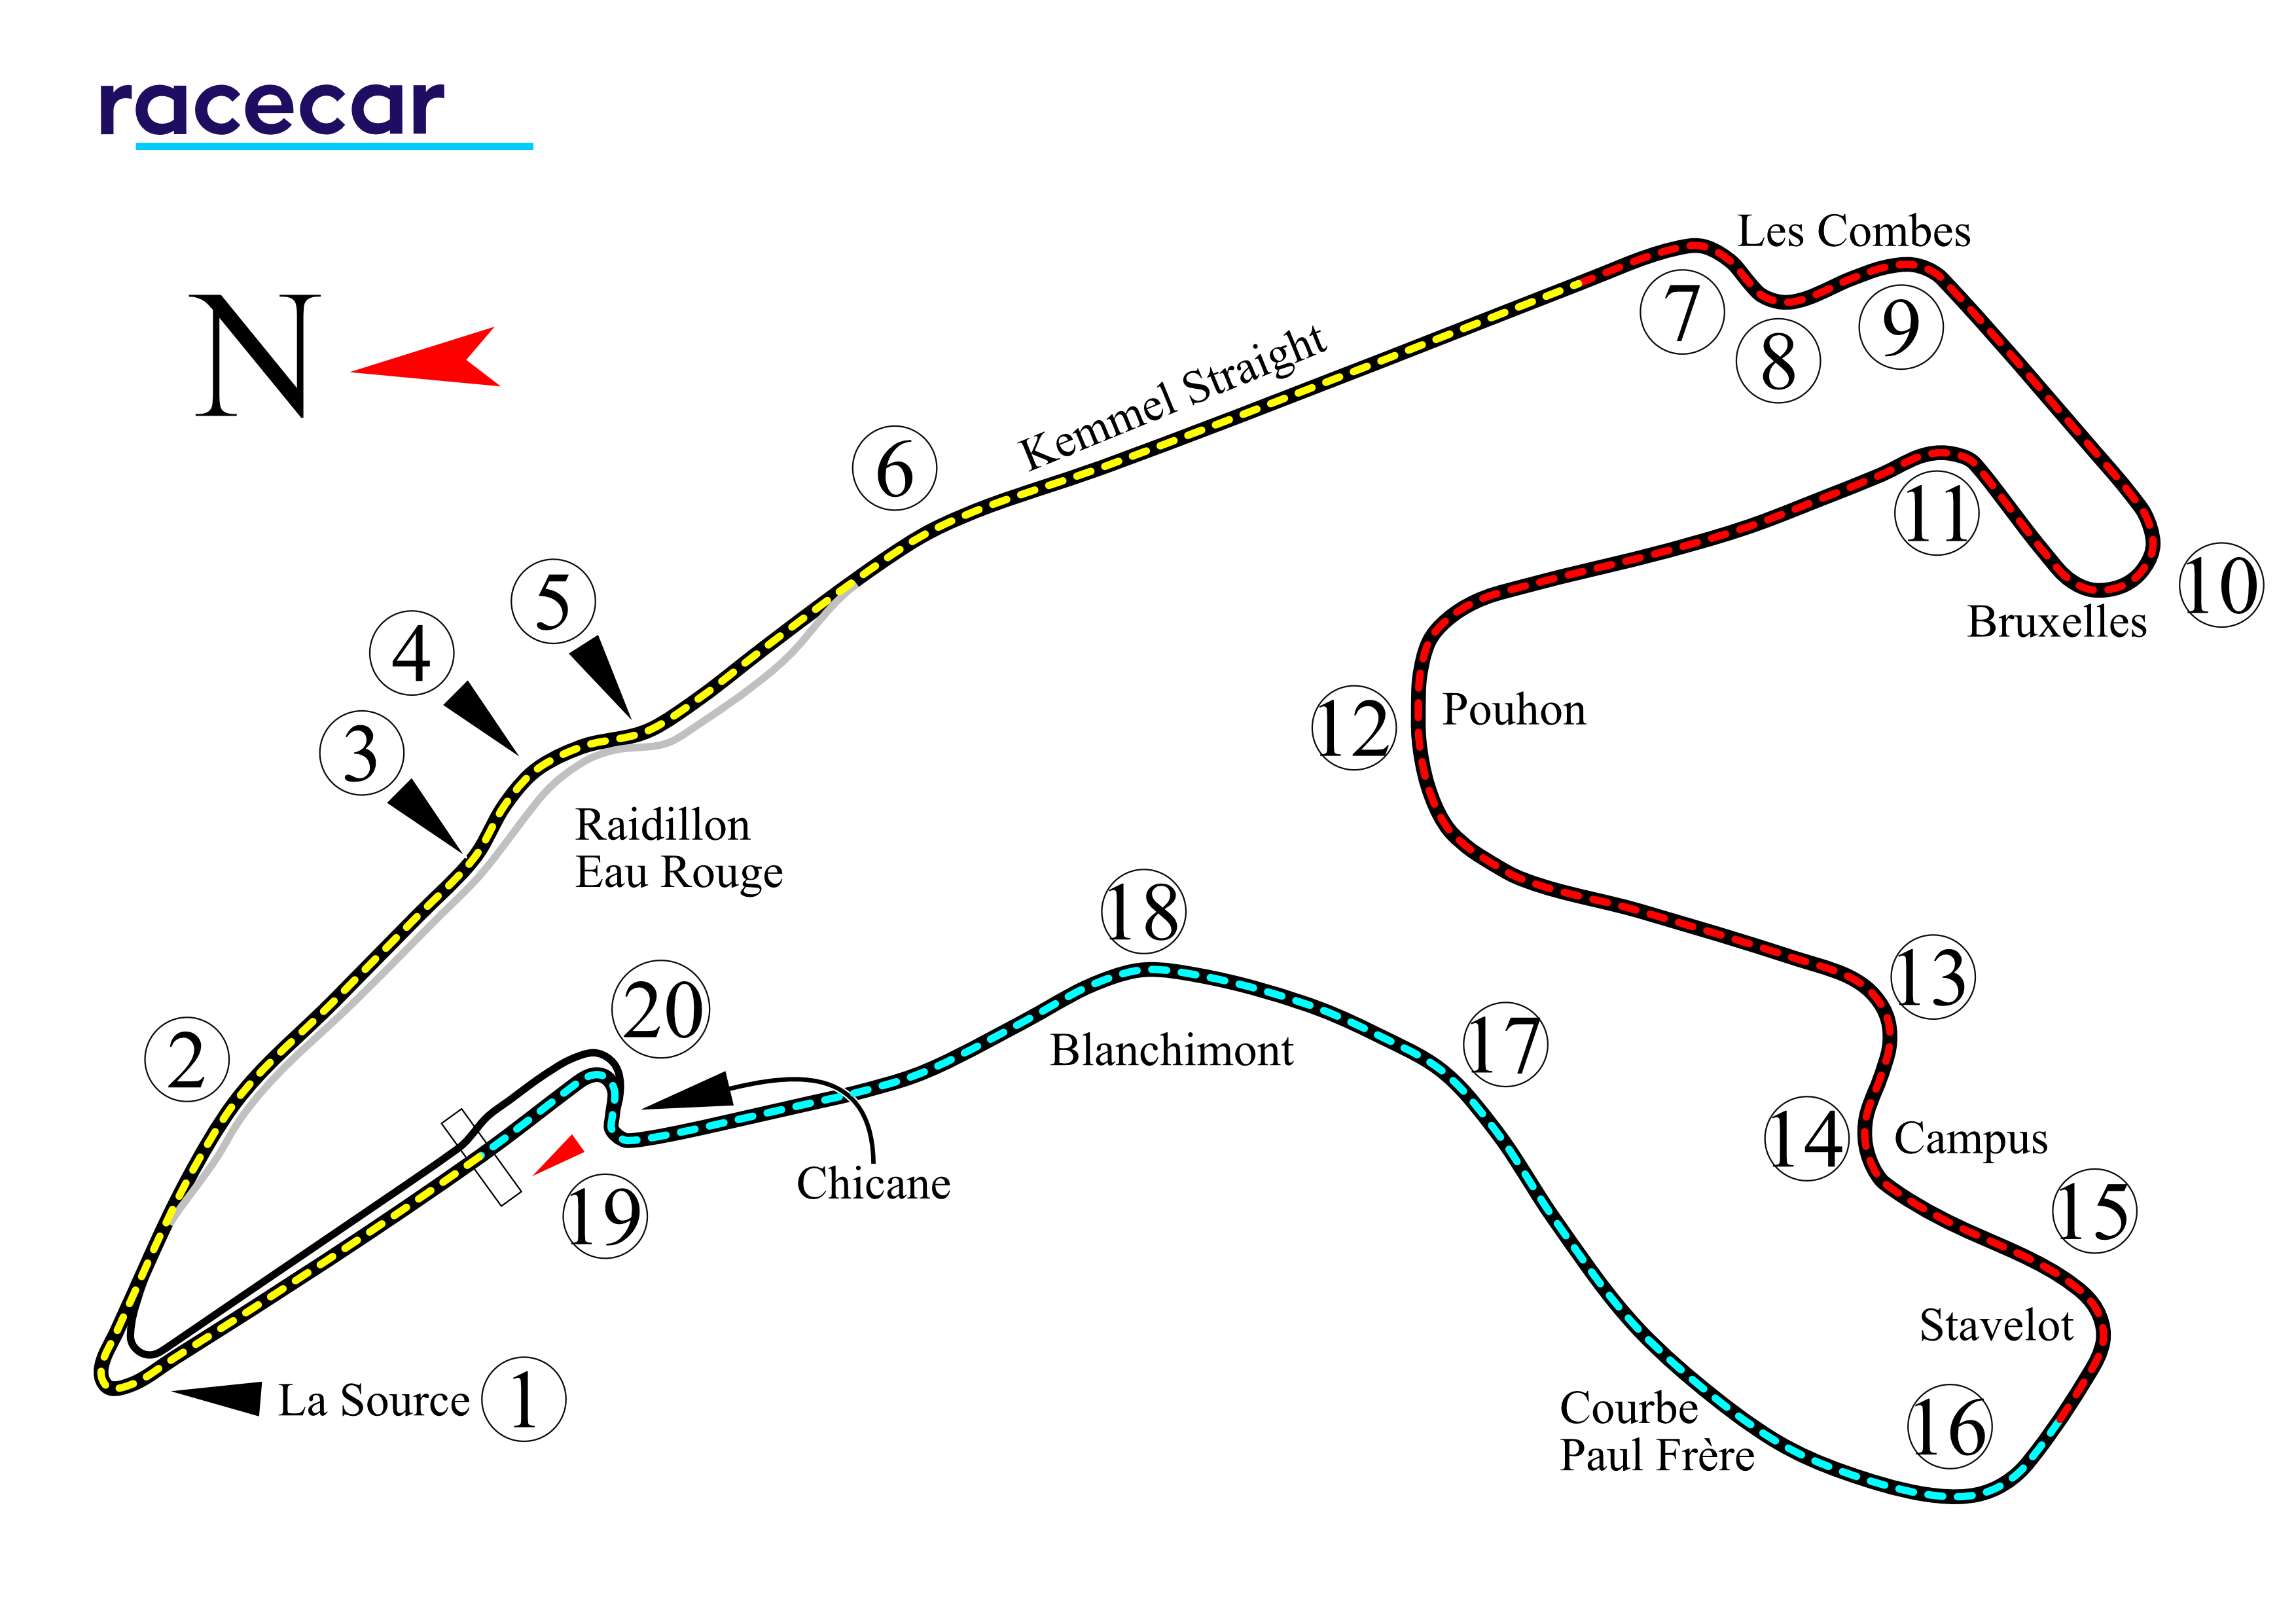 racecar
N
Les Combes
7
8
9
Kemmel Straight
6
11
10
Bruxelles
5
4
3
12
Pouhon
Raidillon
Eau Rouge
18
13
20
2
17
Blanchimont
14
Campus
Chicane
19
15
Stavelot
La Source
1
Courbe
Paul Frère
16